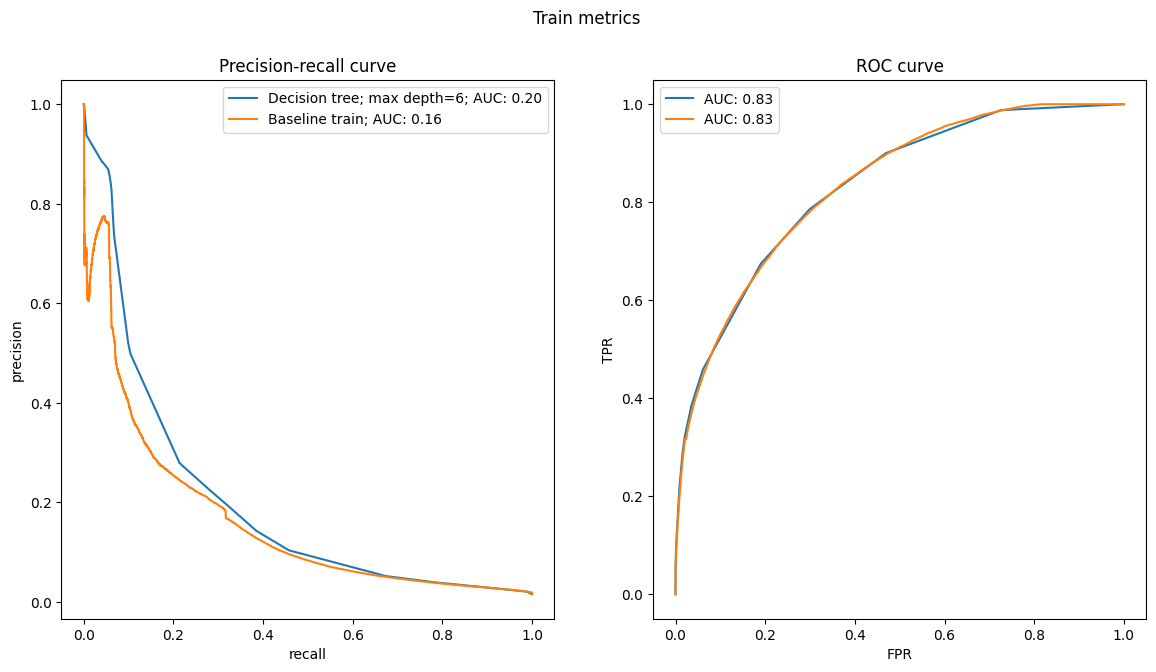 Train metrics
Precision-recall curve
Decision tree; max depth=6; AUC: 0.20
Baseline train; AUC: 0.16
1.0
0.8
0.6
0.4
0.2
0.0
precision
0.0 0.2 0.4 0.6 0.8 1.0
recall
ROC curve
AUC: 0.83
AUC: 0.83
1.0
0.8
0.6
0.4
0.2
0.0
TPR
0.0 0.2 0.4 0.6 0.8 1.0
FPR